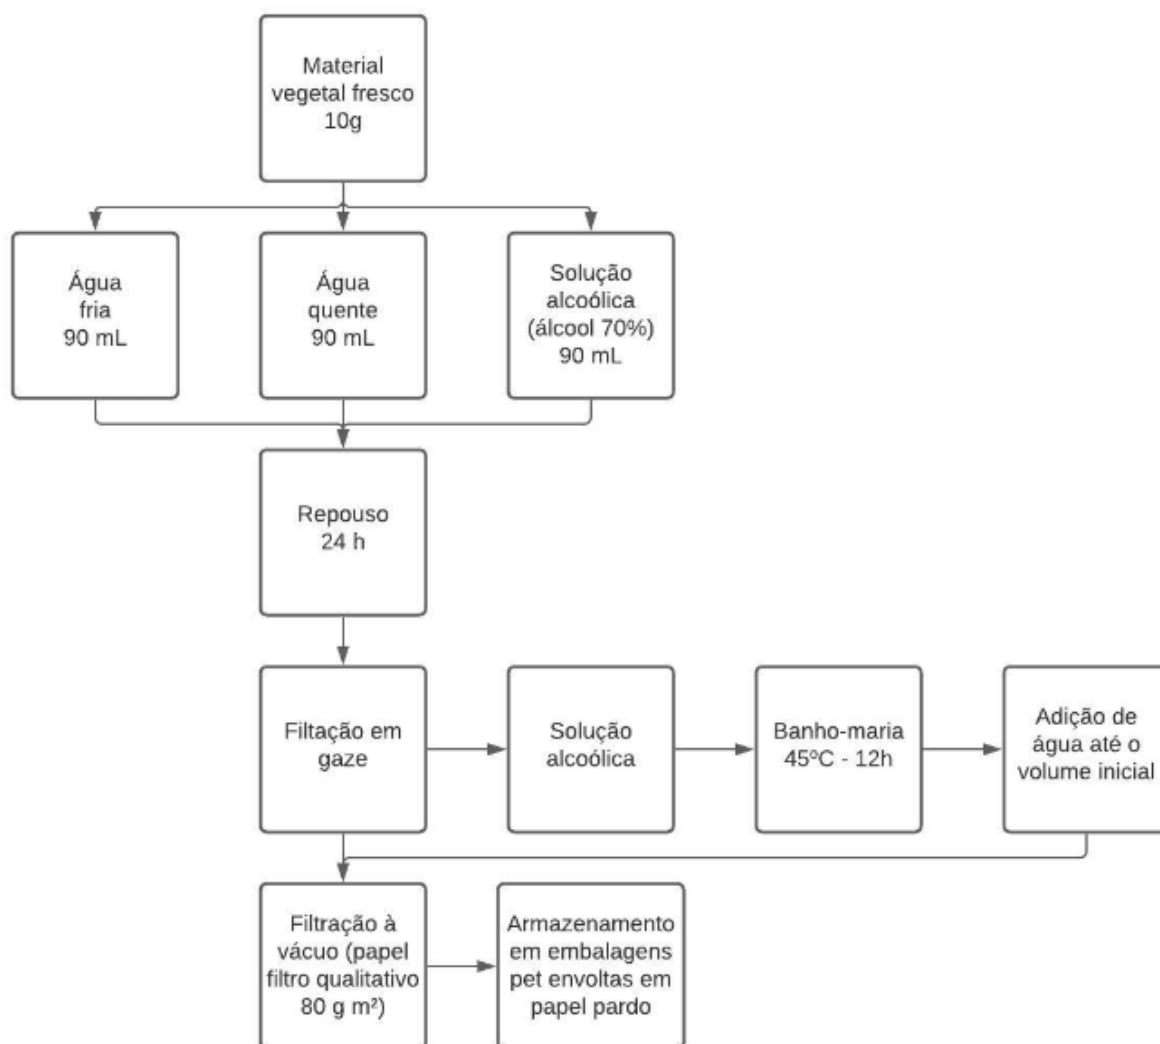 Material
vegetal fresco
10g
Água
fria
90 mL
Água
quente
90 mL
Solução
alcoólica
(álcool 70%)
90 mL
Repouso
24 h
Filtação em
gaze
Solução
alcoólica
Banho-maria
45ºC - 12h
Adição de
água até o
volume inicial
Filtração à
vácuo (papel
filtro qualitativo
80 g m²)
Armazenamento
em embalagens
pet envoltas em
papel pardo